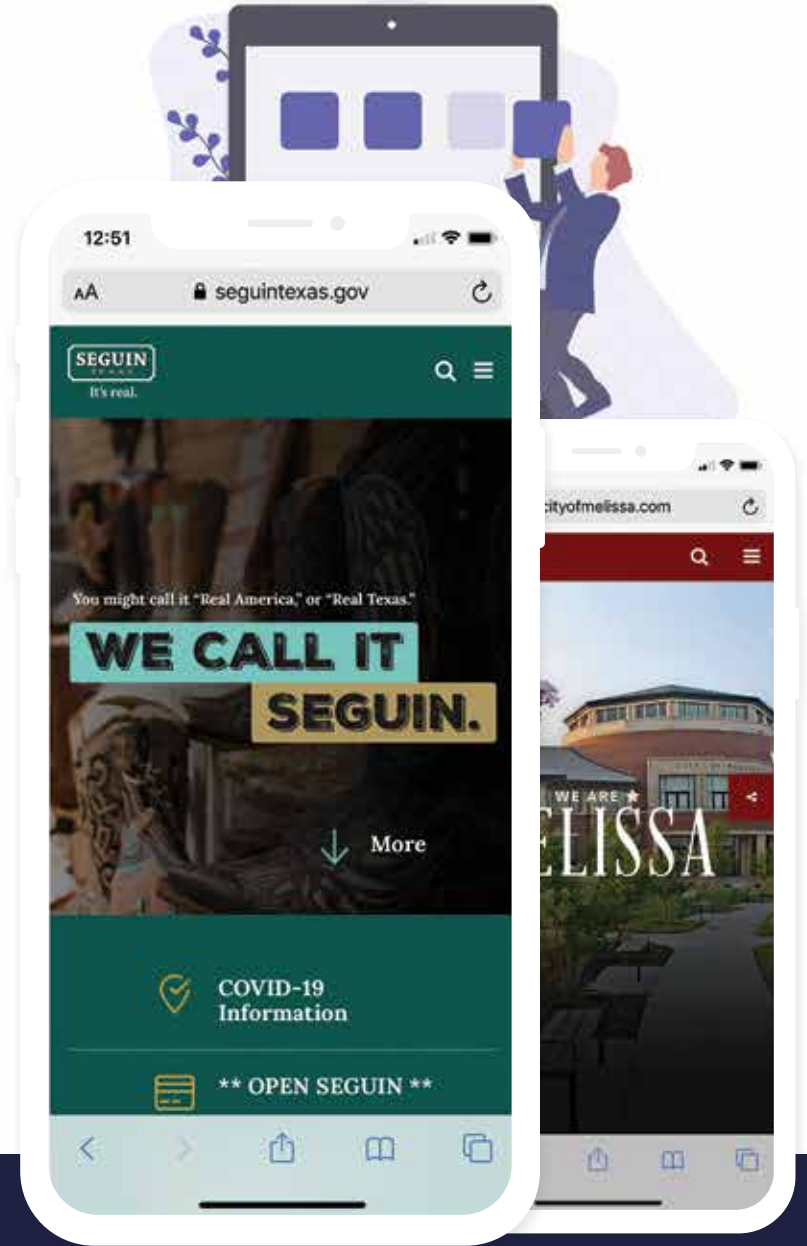 12:51
AA seguintexas.gov
SEGUIN
TEXAS
It's real.
You might call it “Real America,” or “Real Texas.”
WE CALL IT
SEGUIN.
More
COVID-19
Information
** OPEN SEGUIN **
cityofmelissa.com
WE ARE
ELISSA